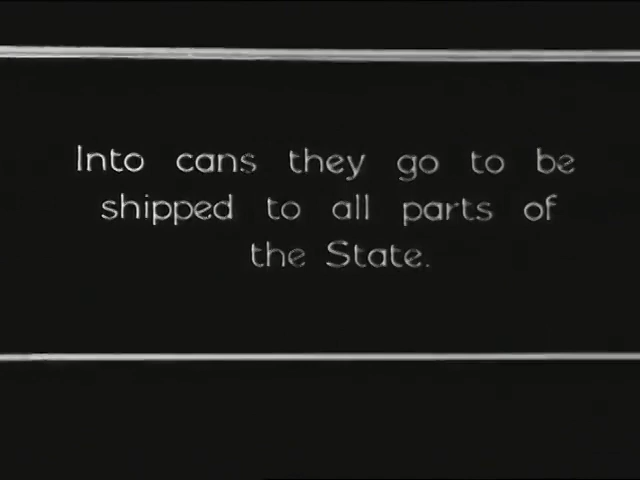 Into cans they go to be
shipped to all parts of
the State.